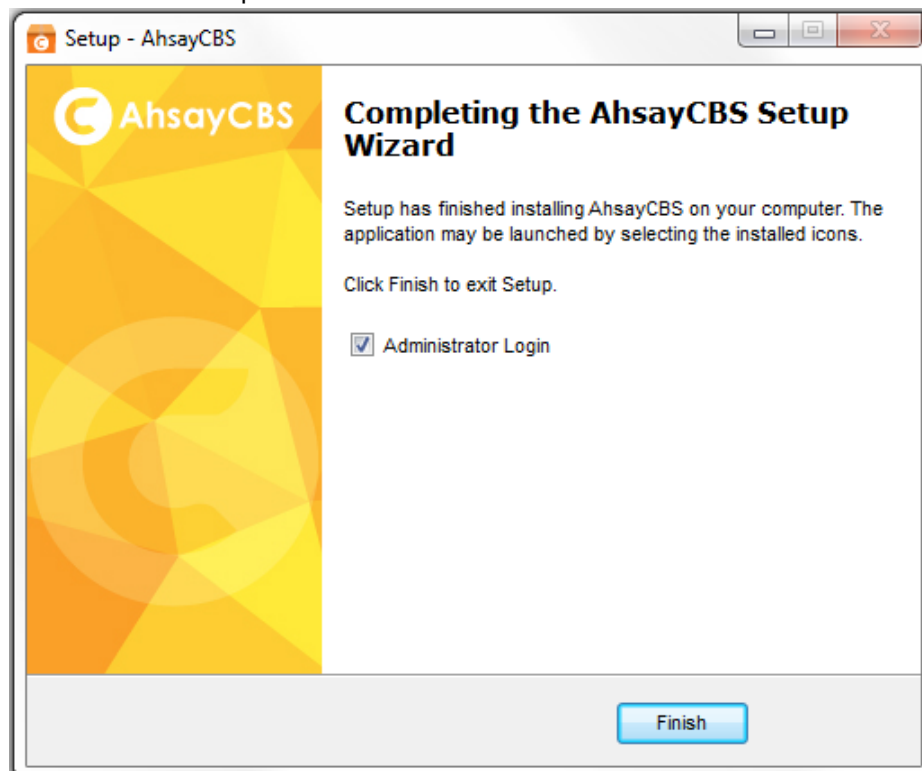 Setup - AhsayCBS
AhsayCBS
Completing the AhsayCBS Setup
Wizard
Setup has finished installing AhsayCBS on your computer. The
application may be launched by selecting the installed icons.
Click Finish to exit Setup.
Administrator Login
Finish